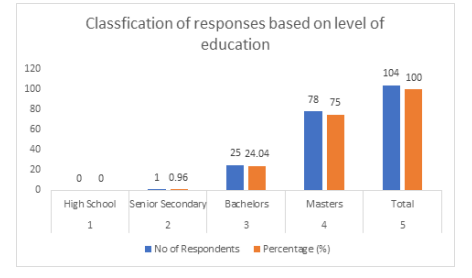 Classfication of responses based on level of
education
120
100
80
60
40
20
0
0 0
1 0.96
25 24.04
78 75
104 100
High School Senior Secondary Bachelors Masters Total
1 2 3 4 5
No of Respondents Percentage (%)